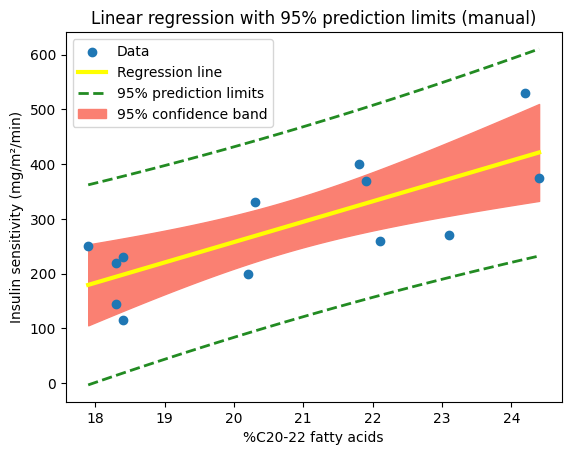 Linear regression with 95% prediction limits (manual)
Data
Regression line
95% prediction limits
95% confidence band
Insulin sensitivity (mg/m²/min)
600
500
400
300
200
100
0
18 19 20 21 22 23 24
%C20-22 fatty acids